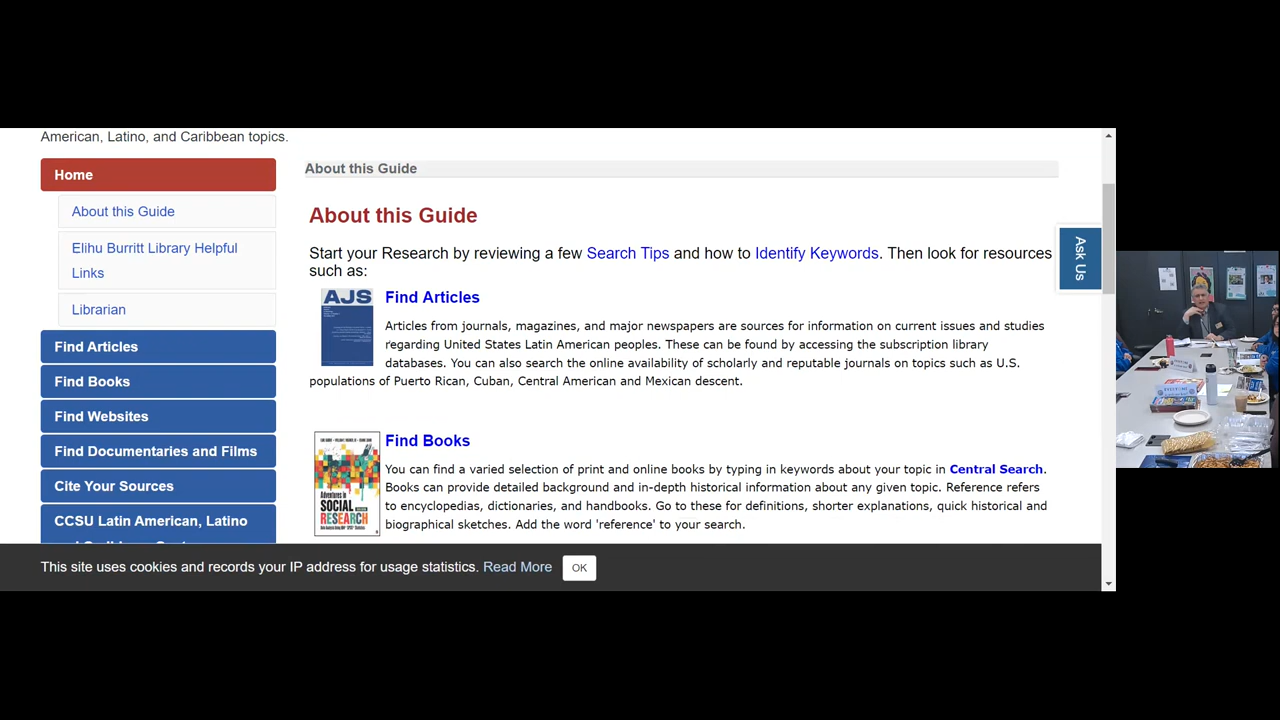 American, Latino, and Caribbean topics.
Home
About this Guide
Elihu Burritt Library Helpful
Links
Librarian
Find Articles
Find Books
Find Websites
Find Documentaries and Films
Cite Your Sources
CCSU Latin American, Latino
About this Guide
About this Guide
Start your Research by reviewing a few Search Tips and how to Identify Keywords. Then look for resources
such as:
AJS
Find Articles
Articles from journals, magazines, and major newspapers are sources for information on current issues and studies
regarding United States Latin American peoples. These can be found by accessing the subscription library
databases. You can also search the online availability of scholarly and reputable journals on topics such as U.S.
populations of Puerto Rican, Cuban, Central American and Mexican descent.
Adventures in
SOCIAL
RESEARCH
Find Books
You can find a varied selection of print and online books by typing in keywords about your topic in Central Search.
Books can provide detailed background and in-depth historical information about any given topic. Reference refers
to encyclopedias, dictionaries, and handbooks. Go to these for definitions, shorter explanations, quick historical and
biographical sketches. Add the word 'reference' to your search.
Ask Us
This site uses cookies and records your IP address for usage statistics. Read More OK